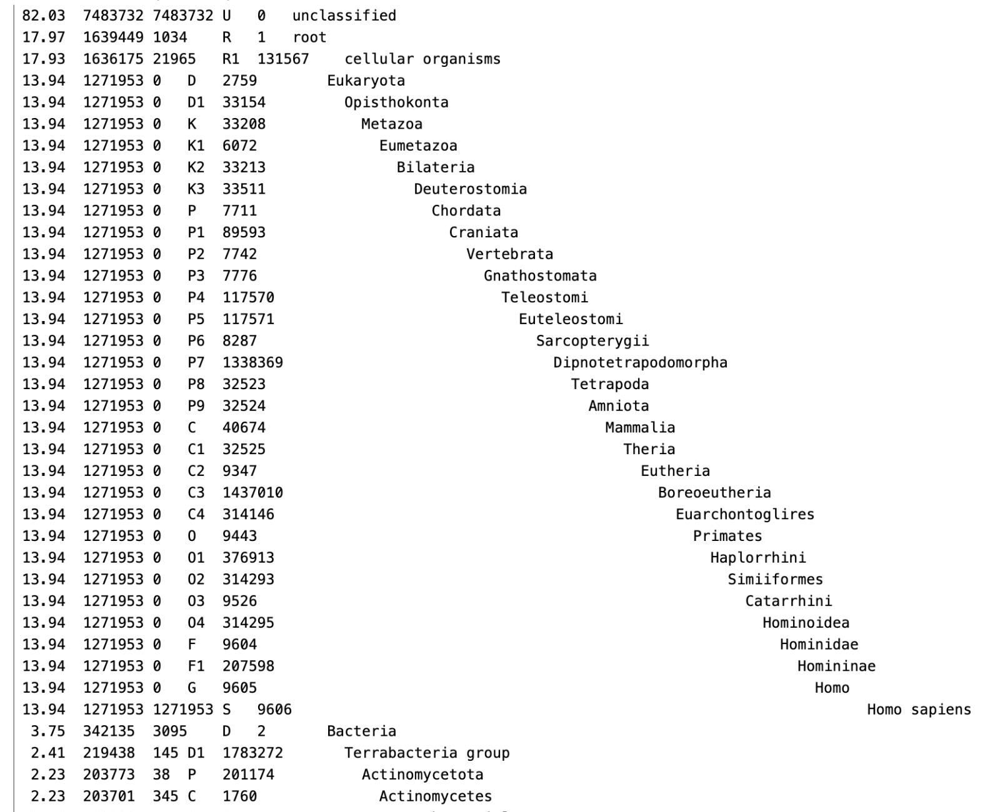 82.03 7483732 7483732 U 0 unclassified
17.97 1639449 1034 R 1 root
17.93 1636175 21965 R1 131567 cellular organisms
13.94 1271953 0 D 2759 Eukaryota
13.94 1271953 0 D1 33154 Opisthokonta
13.94 1271953 0 K 33208 Metazoa
13.94 1271953 0 K1 6072 Eumetazoa
13.94 1271953 0 K2 33213 Bilateria
13.94 1271953 0 K3 33511 Deuterostomia
13.94 1271953 0 P 7711 Chordata
13.94 1271953 0 P1 89593 Craniata
13.94 1271953 0 P2 7742 Vertebrata
13.94 1271953 0 P3 7776 Gnathostomata
13.94 1271953 0 P4 117570 Teleostomi
13.94 1271953 0 P5 117571 Euteleostomi
13.94 1271953 0 P6 8287 Sarcopterygii
13.94 1271953 0 P7 1338369 Dipnotetrapodomorpha
13.94 1271953 0 P8 32523 Tetrapoda
13.94 1271953 0 P9 32524 Amniota
13.94 1271953 0 C 40674 Mammalia
13.94 1271953 0 C1 32525 Theria
13.94 1271953 0 C2 9347 Eutheria
13.94 1271953 0 C3 1437010 Boreoeutheria
13.94 1271953 0 C4 314146 Euarchontoglires
13.94 1271953 0 O 9443 Primates
13.94 1271953 0 O1 376913 Haplorrhini
13.94 1271953 0 O2 314293 Simiiformes
13.94 1271953 0 O3 9526 Catarrhini
13.94 1271953 0 O4 314295 Hominoidea
13.94 1271953 0 F 9604 Hominidae
13.94 1271953 0 F1 207598 Homininae
13.94 1271953 0 G 9605 Homo
13.94 1271953 1271953 S 9606 Homo sapiens
3.75 342135 3095 D 2 Bacteria
2.41 219438 145 D1 1783272 Terrabacteria group
2.23 203773 38 P 201174 Actinomycetota
2.23 203701 345 C 1760 Actinomycetes